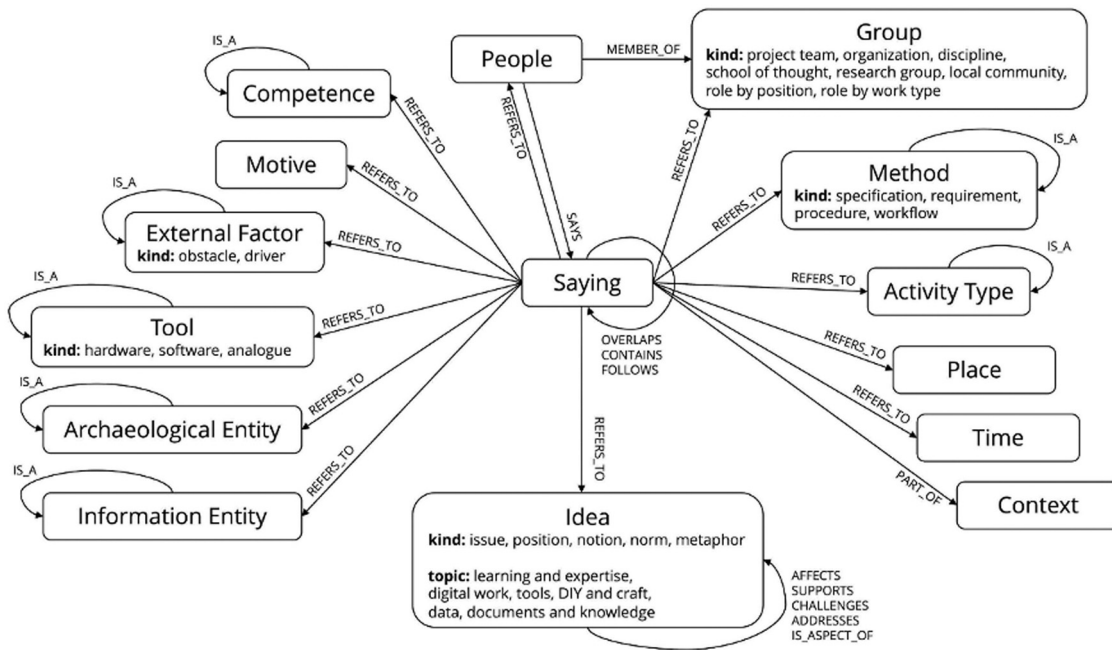 Group
kind: project team, organization, discipline,
school of thought, research group, local community,
role by position, role by work type
People
MEMBER_OF
IS_A
Competence
REFERS_TO
REFERS_TO
SAYS
REFERS_TO
Motive
REFERS_TO
IS_A
Method
kind: specification, requirement,
procedure, workflow
REFERS_TO
IS_A
External Factor
kind: obstacle, driver
REFERS_TO
Saying
OVERLAPS
CONTAINS
FOLLOWS
IS_A
Activity Type
REFERS_TO
IS_A
Tool
kind: hardware, software, analogue
REFERS_TO
Place
REFERS_TO
IS_A
Archaeological Entity
REFERS_TO
Time
REFERS_TO
IS_A
Information Entity
REFERS_TO
REFERS_TO
Context
PART_OF
Idea
kind: issue, position, notion, norm, metaphor
topic: learning and expertise,
digital work, tools, DIY and craft,
data, documents and knowledge
AFFECTS
SUPPORTS
CHALLENGES
ADDRESSES
IS_ASPECT_OF